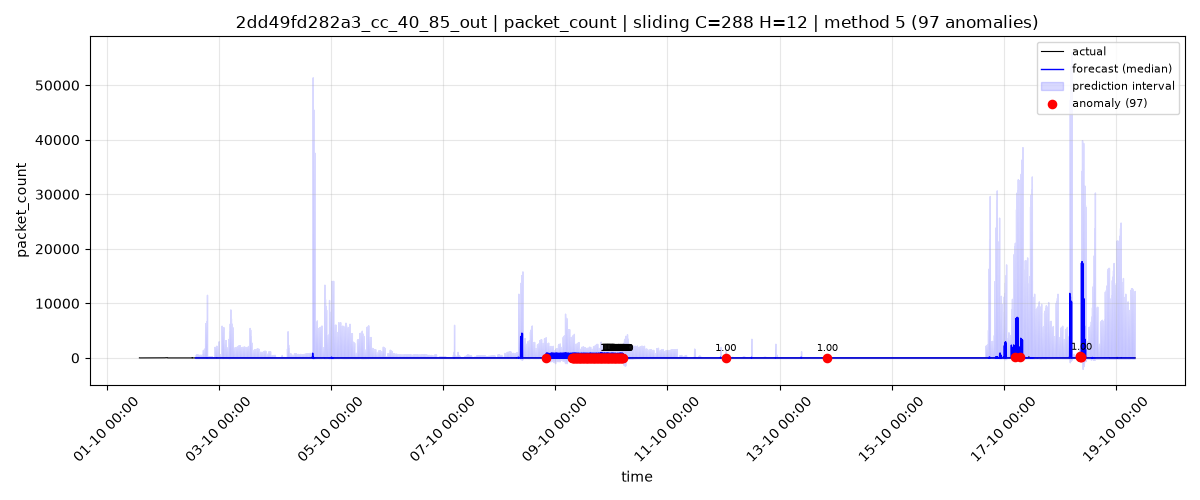 2dd49fd282a3_cc_40_85_out | packet_count | sliding C=288 H=12 | method 5 (97 anomalies)
actual
forecast (median)
prediction interval
anomaly (97)
packet_count
50000
40000
30000
20000
10000
0
1.00
1.00
1.00
01-10 00:00
03-10 00:00
05-10 00:00
07-10 00:00
09-10 00:00
11-10 00:00
13-10 00:00
15-10 00:00
17-10 00:00
19-10 00:00
time